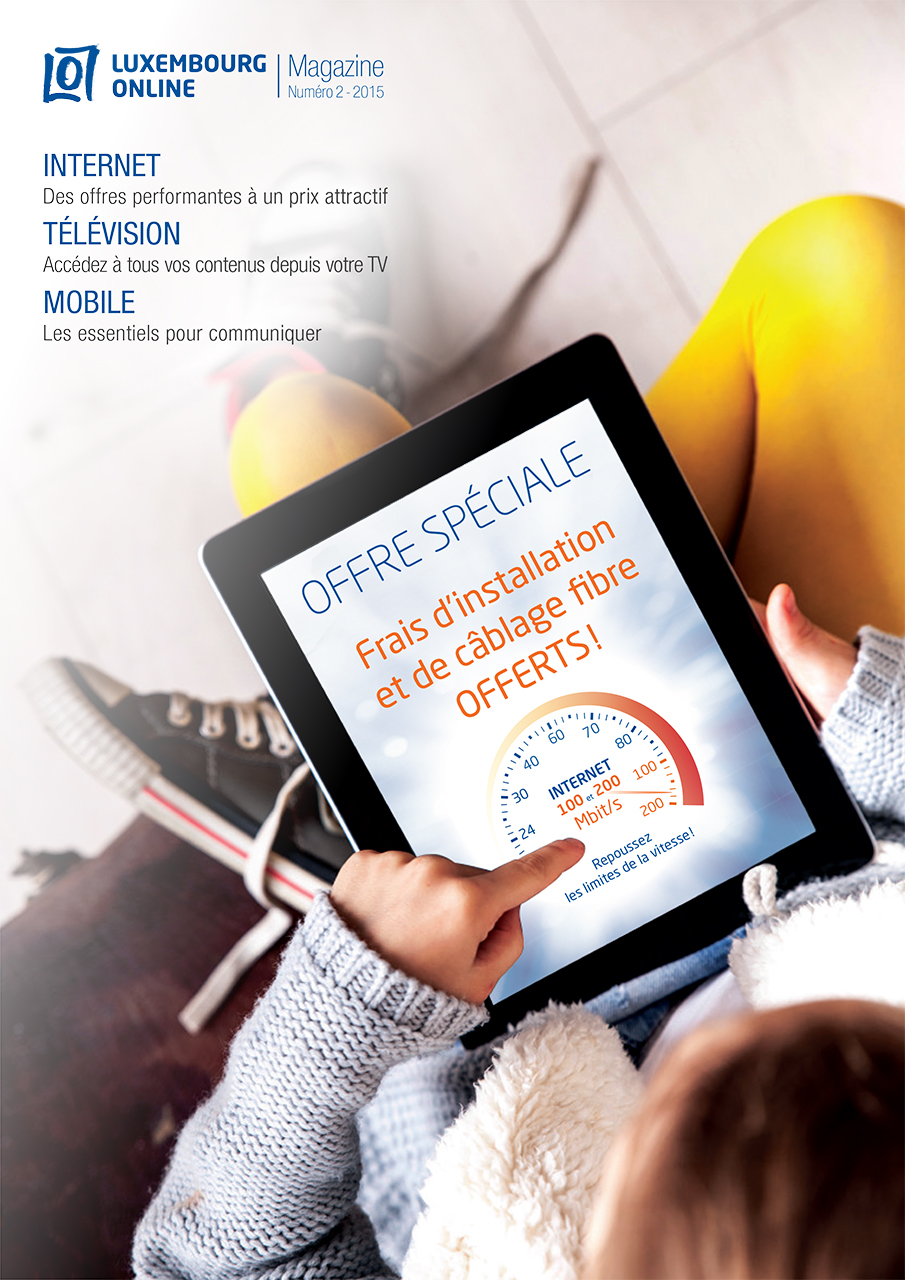 LUXEMBOURG
ONLINE
Magazine
Numéro 2 - 2015
INTERNET
Des offres performantes à un prix attractif
TÉLÉVISION
Accédez à tous vos contenus depuis votre TV
MOBILE
Les essentiels pour communiquer
OFFRE SPÉCIALE
Frais d'installation
et de câblage fibre
OFFERTS !
24
30
40
60
70
80
100
200
INTERNET
100 et 200
Mbit/s
Repoussez
les limites de la vitesse !